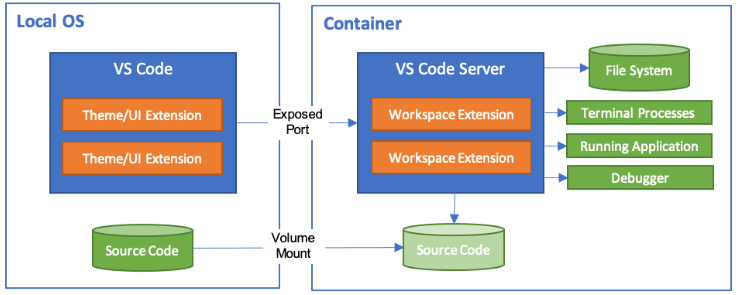 Local OS
VS Code
Theme/UI Extension
Theme/UI Extension
Source Code
Exposed
Port
Volume
Mount
Container
VS Code Server
Workspace Extension
Workspace Extension
Source Code
File System
Terminal Processes
Running Application
Debugger